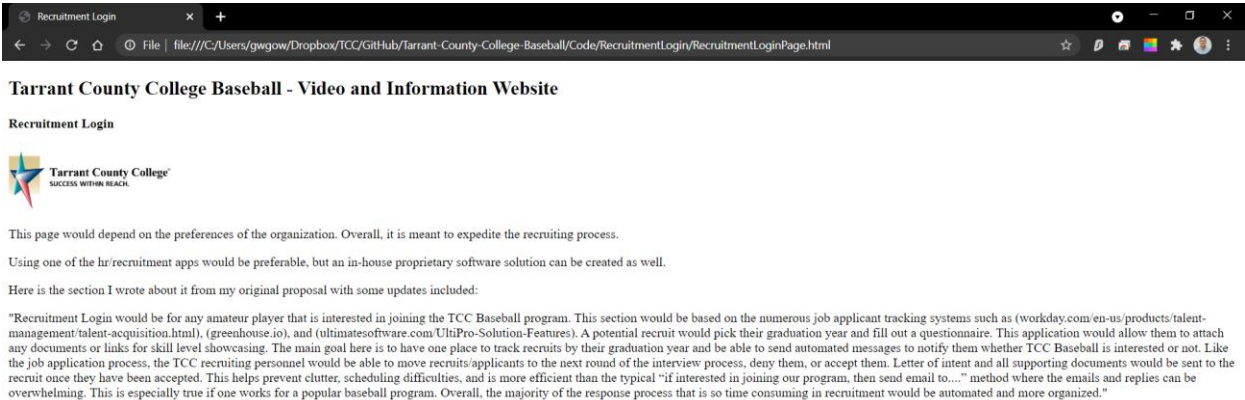 Recruitment Login
File | file:///C:/Users/gwgow/Dropbox/TCC/GitHub/Tarrant-County-College-Baseball/Code/RecruitmentLogin/RecruitmentLoginPage.html
Tarrant County College Baseball - Video and Information Website
Recruitment Login
Tarrant County College®
SUCCESS WITHIN REACH.
This page would depend on the preferences of the organization. Overall, it is meant to expedite the recruiting process.
Using one of the hr/recruitment apps would be preferable, but an in-house proprietary software solution can be created as well.
Here is the section I wrote about it from my original proposal with some updates included:
"Recruitment Login would be for any amateur player that is interested in joining the TCC Baseball program. This section would be based on the numerous job applicant tracking systems such as (workday.com/en-us/products/talent-
management/talent-acquisition.html), (greenhouse.io), and (ultimatesoftware.com/UltiPro-Solution-Features). A potential recruit would pick their graduation year and fill out a questionnaire. This application would allow them to attach
any documents or links for skill level showcasing. The main goal here is to have one place to track recruits by their graduation year and be able to send automated messages to notify them whether TCC Baseball is interested or not. Like
the job application process, the TCC recruiting personnel would be able to move recruits/applicants to the next round of the interview process, deny them, or accept them. Letter of intent and all supporting documents would be sent to the
recruit once they have been accepted. This helps prevent clutter, scheduling difficulties, and is more efficient than the typical “if interested in joining our program, then send email to....” method where the emails and replies can be
overwhelming. This is especially true if one works for a popular baseball program. Overall, the majority of the response process that is so time consuming in recruitment would be automated and more organized."